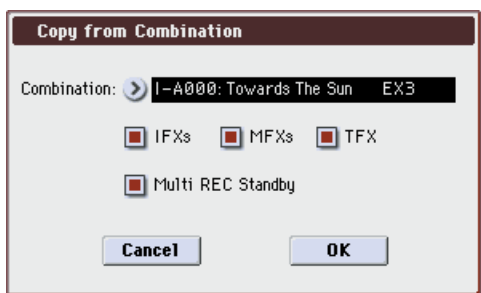 Copy from Combination
Combination: I-A000: Towards The Sun EX3
IFXs MFXs TFX
Multi REC Standby
Cancel OK